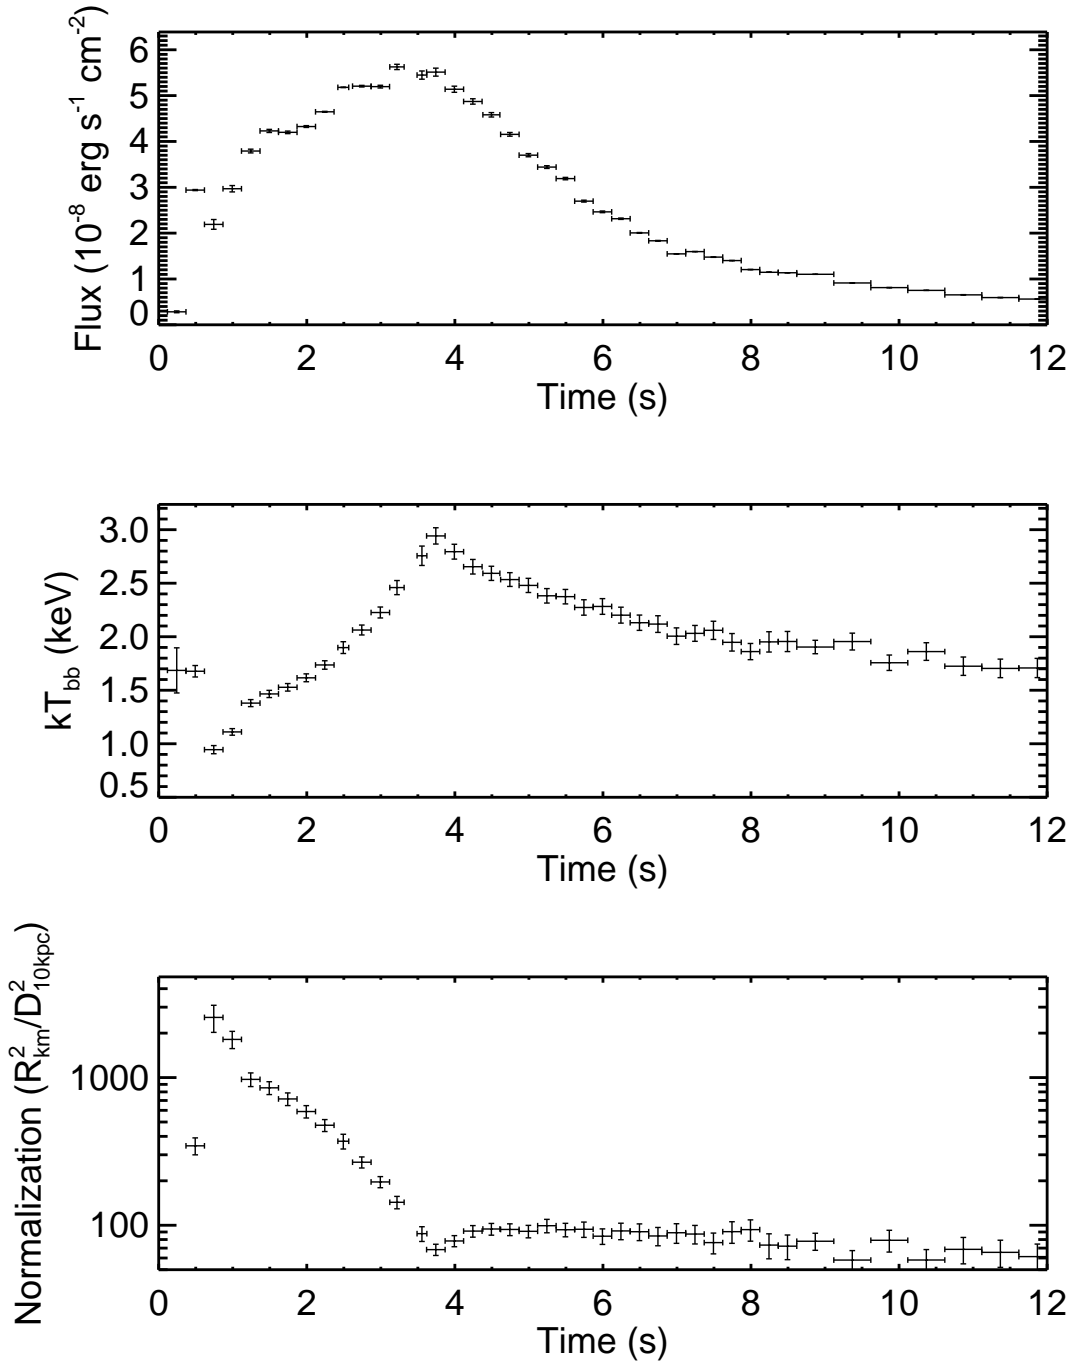 Flux (10⁻⁸ erg s⁻¹ cm⁻²)
6
5
4
3
2
1
0
0 2 4 6 8 10 12
Time (s)
kT_bb (keV)
3.0
2.5
2.0
1.5
1.0
0.5
0 2 4 6 8 10 12
Time (s)
Normalization (R²_km/D²_10kpc)
1000
100
0 2 4 6 8 10 12
Time (s)